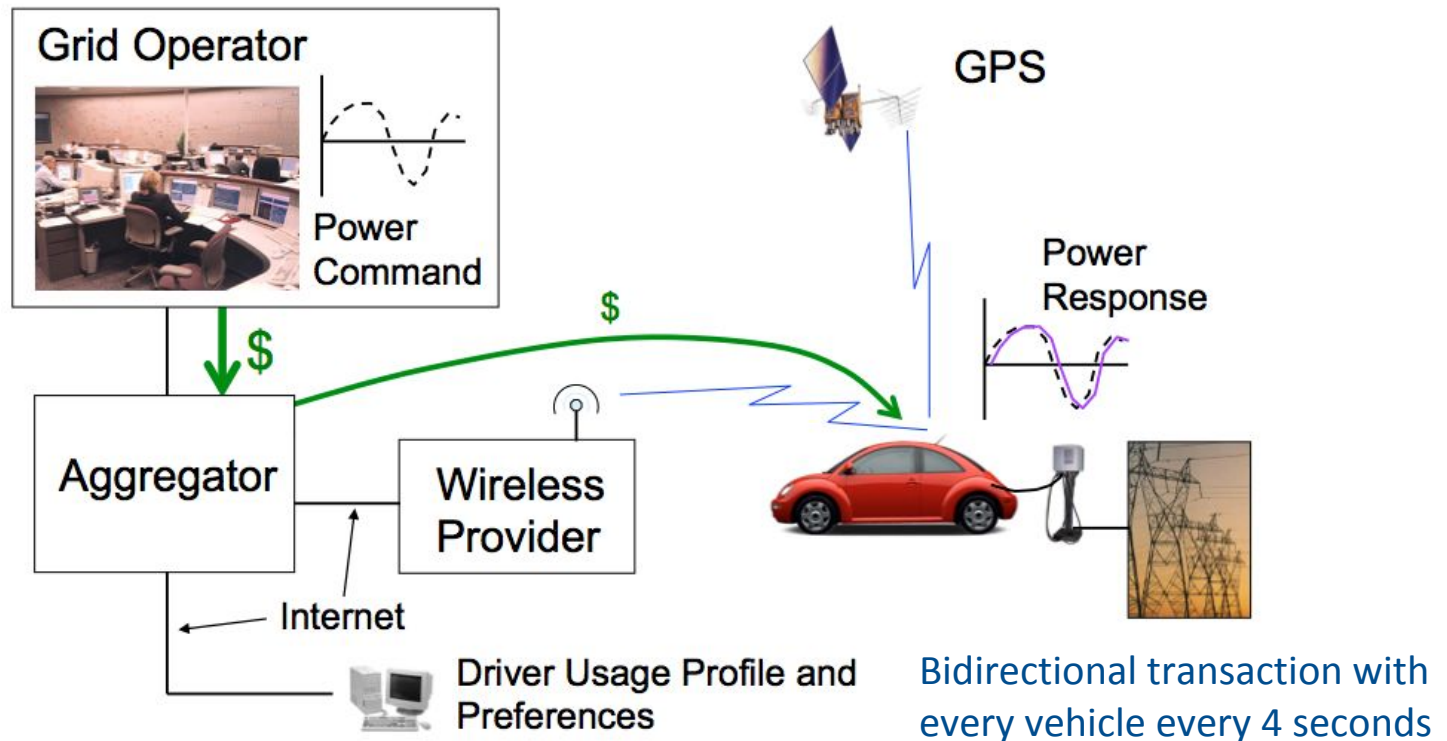 Grid Operator
Power
Command
GPS
Power
Response
$
$
Aggregator
Wireless
Provider
Internet
Driver Usage Profile and
Preferences
Bidirectional transaction with
every vehicle every 4 seconds